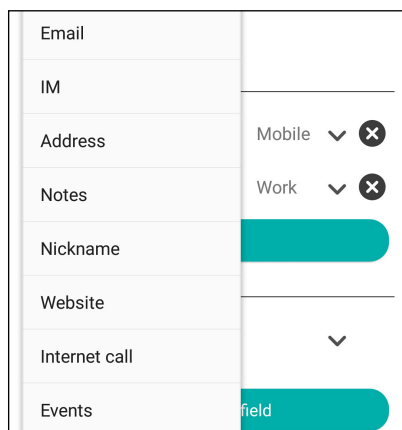 Email
IM
Address
Mobile
Notes
Work
Nickname
Website
Internet call
Events
field